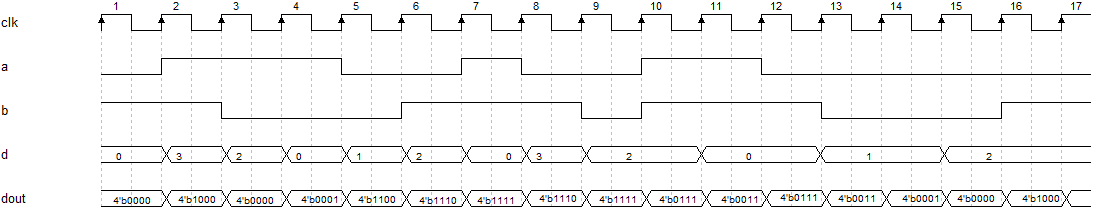 1 2 3 4 5 6 7 8 9 10 11 12 13 14 15 16 17
clk
a
b
d 0 3 2 0 1 2 0 3 2 0 1 2
dout 4'b0000 4'b1000 4'b0000 4'b0001 4'b1100 4'b1110 4'b1111 4'b1110 4'b1111 4'b0111 4'b0011 4'b0111 4'b0011 4'b0001 4'b0000 4'b1000